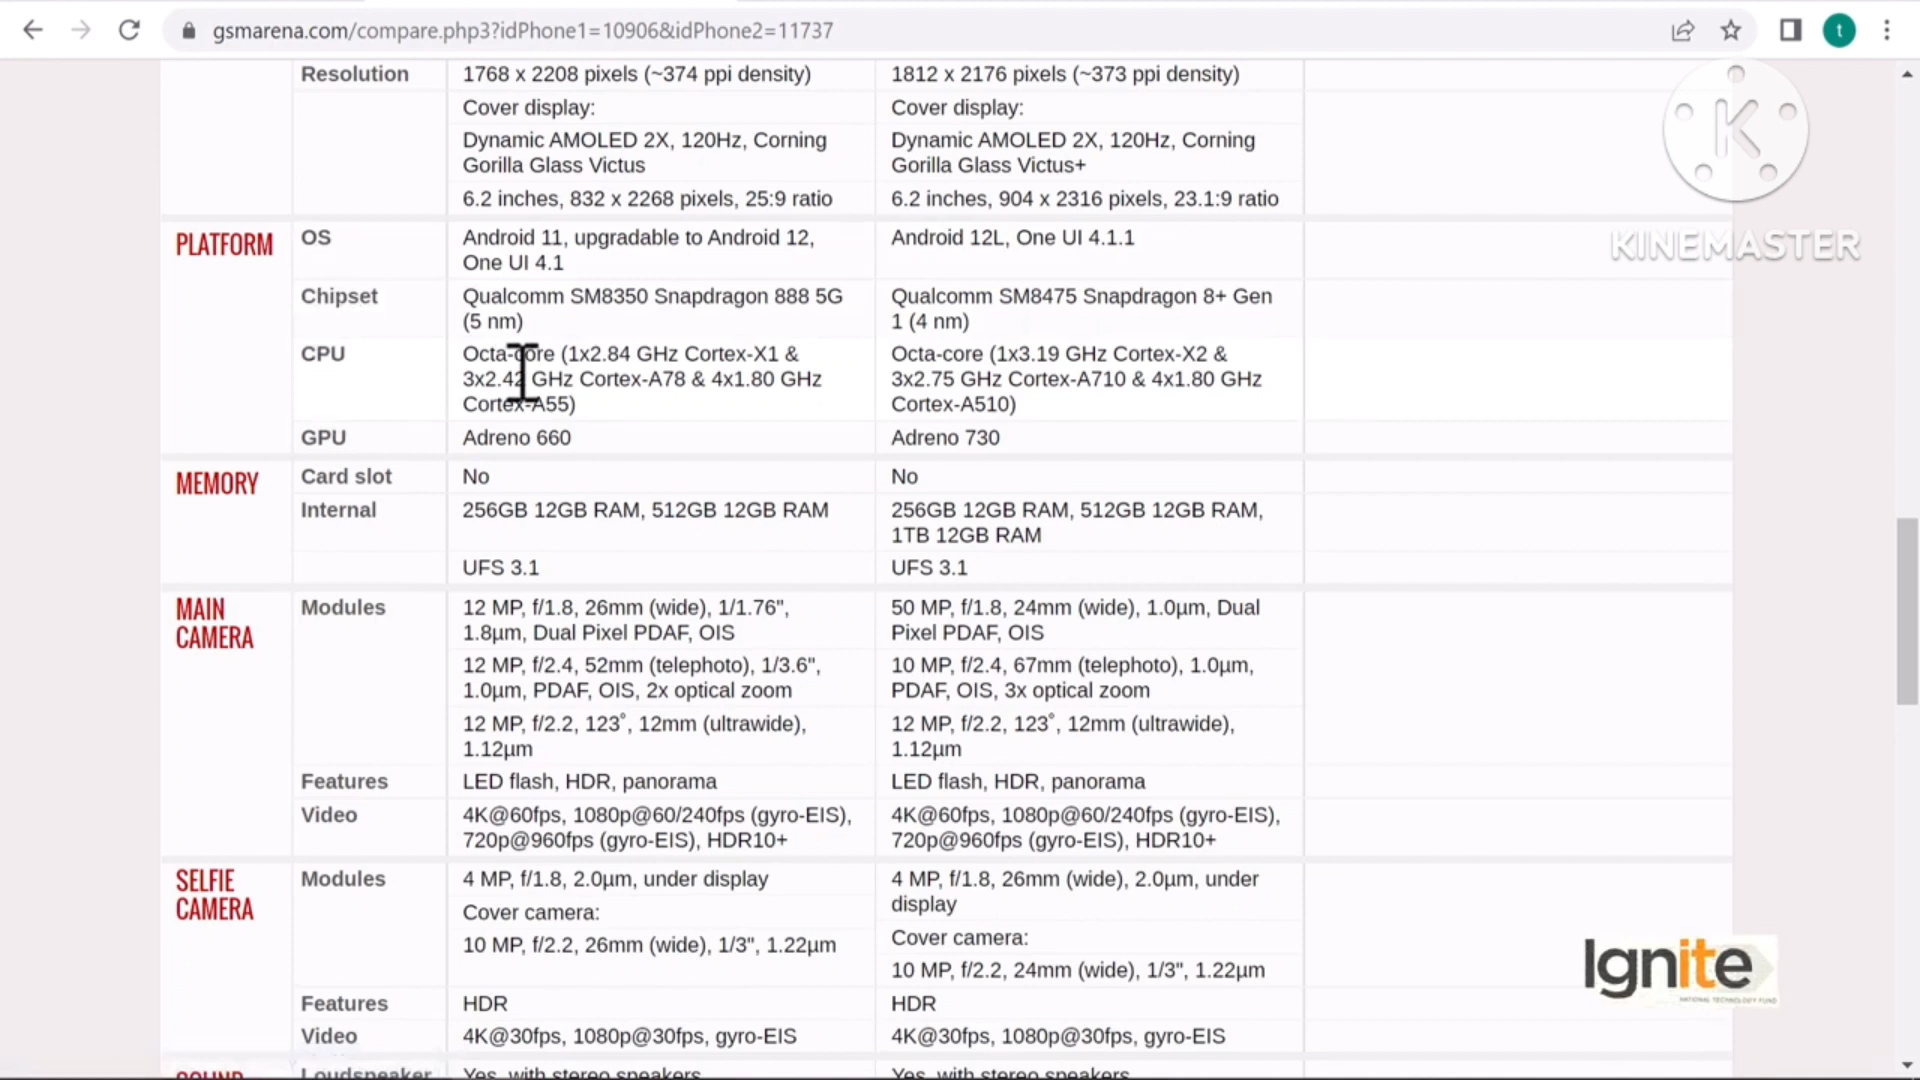 gsmarena.com/compare.php3?idPhone1=10906&idPhone2=11737
t
Resolution
1768 x 2208 pixels (~374 ppi density)
1812 x 2176 pixels (~373 ppi density)
Cover display:
Cover display:
Dynamic AMOLED 2X, 120Hz, Corning
Gorilla Glass Victus
Dynamic AMOLED 2X, 120Hz, Corning
Gorilla Glass Victus+
6.2 inches, 832 x 2268 pixels, 25:9 ratio
6.2 inches, 904 x 2316 pixels, 23.1:9 ratio
K
KINEMASTER
PLATFORM
OS
Android 11, upgradable to Android 12,
One UI 4.1
Android 12L, One UI 4.1.1
Chipset
Qualcomm SM8350 Snapdragon 888 5G
(5 nm)
Qualcomm SM8475 Snapdragon 8+ Gen
1 (4 nm)
CPU
Octa-core (1x2.84 GHz Cortex-X1 &
3x2.42 GHz Cortex-A78 & 4x1.80 GHz
Cortex-A55)
Octa-core (1x3.19 GHz Cortex-X2 &
3x2.75 GHz Cortex-A710 & 4x1.80 GHz
Cortex-A510)
GPU
Adreno 660
Adreno 730
MEMORY
Card slot
No
No
Internal
256GB 12GB RAM, 512GB 12GB RAM
256GB 12GB RAM, 512GB 12GB RAM,
1TB 12GB RAM
UFS 3.1
UFS 3.1
MAIN
CAMERA
Modules
12 MP, f/1.8, 26mm (wide), 1/1.76",
1.8µm, Dual Pixel PDAF, OIS
50 MP, f/1.8, 24mm (wide), 1.0µm, Dual
Pixel PDAF, OIS
12 MP, f/2.4, 52mm (telephoto), 1/3.6",
1.0µm, PDAF, OIS, 2x optical zoom
10 MP, f/2.4, 67mm (telephoto), 1.0µm,
PDAF, OIS, 3x optical zoom
12 MP, f/2.2, 123˚, 12mm (ultrawide),
1.12µm
12 MP, f/2.2, 123˚, 12mm (ultrawide),
1.12µm
Features
LED flash, HDR, panorama
LED flash, HDR, panorama
Video
4K@60fps, 1080p@60/240fps (gyro-EIS),
720p@960fps (gyro-EIS), HDR10+
4K@60fps, 1080p@60/240fps (gyro-EIS),
720p@960fps (gyro-EIS), HDR10+
SELFIE
CAMERA
Modules
4 MP, f/1.8, 2.0µm, under display
4 MP, f/1.8, 26mm (wide), 2.0µm, under
display
Cover camera:
Cover camera:
10 MP, f/2.2, 26mm (wide), 1/3", 1.22µm
10 MP, f/2.2, 24mm (wide), 1/3", 1.22µm
Ignite
NATIONAL TECHNOLOGY FUND
Features
HDR
HDR
Video
4K@30fps, 1080p@30fps, gyro-EIS
4K@30fps, 1080p@30fps, gyro-EIS
SOUND
Loudspeaker
Yes, with stereo speakers
Yes, with stereo speakers